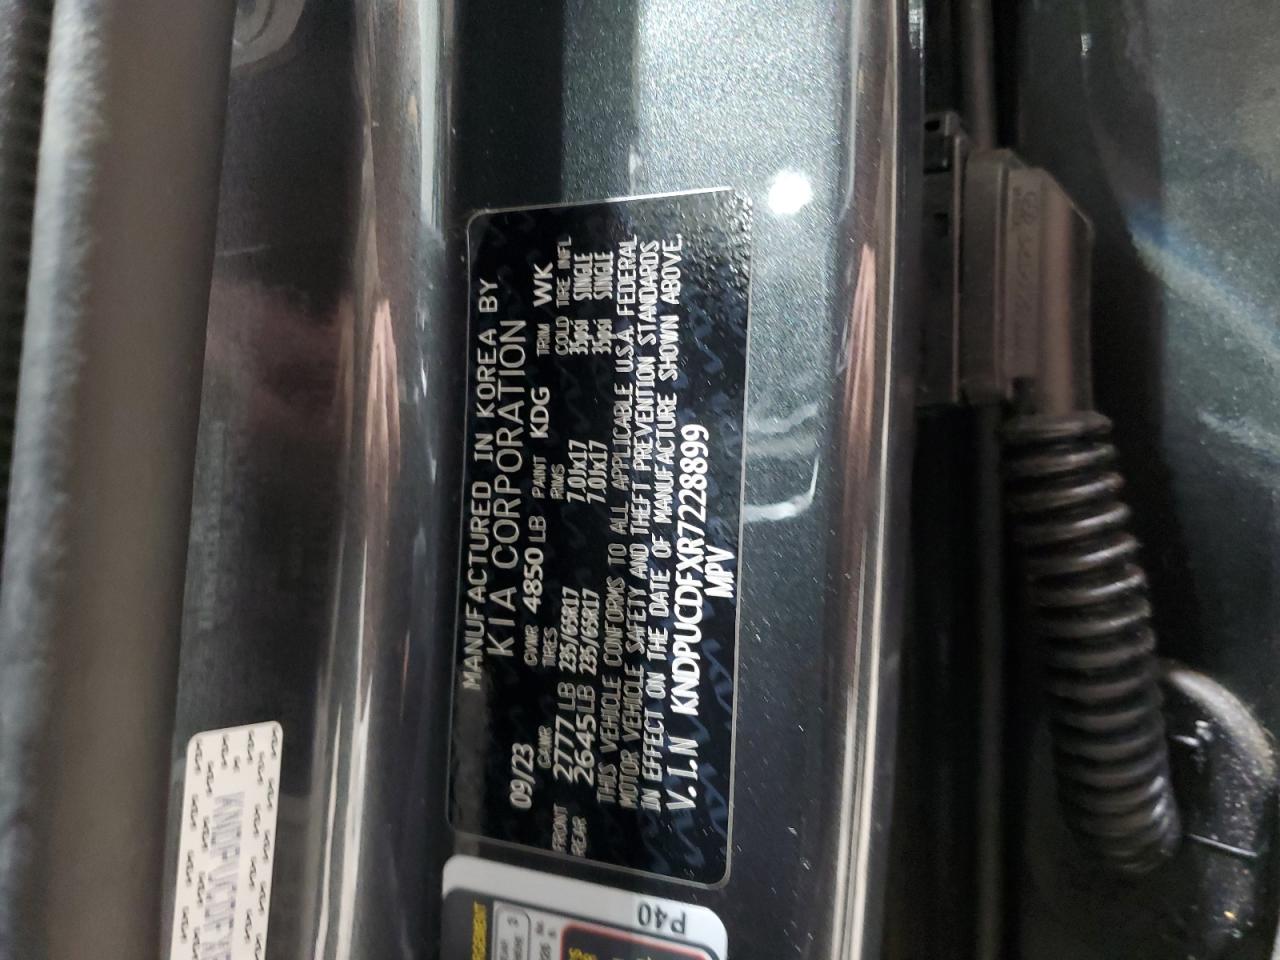 MANUFACTURED IN KOREA BY
KIA CORPORATION
09/23 GVWR 4850 LB PAINT KDG TRIM WK
GAWR TIRES RIMS COLD TIRE INFL
FRONT 2777 LB 235/65R17 7.0Jx17 35psi SINGLE
REAR 2645 LB 235/65R17 7.0Jx17 35psi SINGLE
THIS VEHICLE CONFORMS TO ALL APPLICABLE U.S.A. FEDERAL
MOTOR VEHICLE SAFETY AND THEFT PREVENTION STANDARDS
IN EFFECT ON THE DATE OF MANUFACTURE SHOWN ABOVE.
V.I.N KNDPUCDFXR7228899
MPV
P40